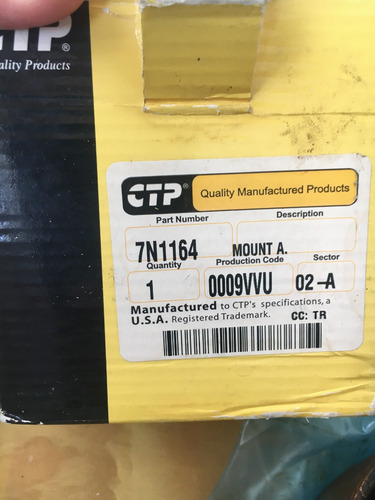 CTP®
ality Products
CTP® Quality Manufactured Products
Part Number Description
7N1164 MOUNT A.
Quantity Production Code Sector
1 0009VVU 02-A
Manufactured to CTP's specifications, a
U.S.A. Registered Trademark. CC: TR